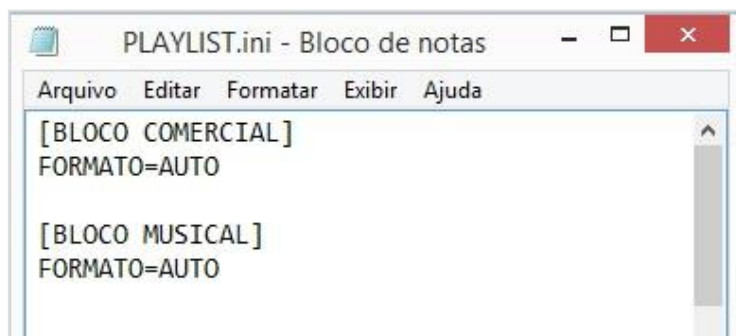 PLAYLIST.ini - Bloco de notas
Arquivo Editar Formatar Exibir Ajuda
[BLOCO COMERCIAL]
FORMATO=AUTO
[BLOCO MUSICAL]
FORMATO=AUTO